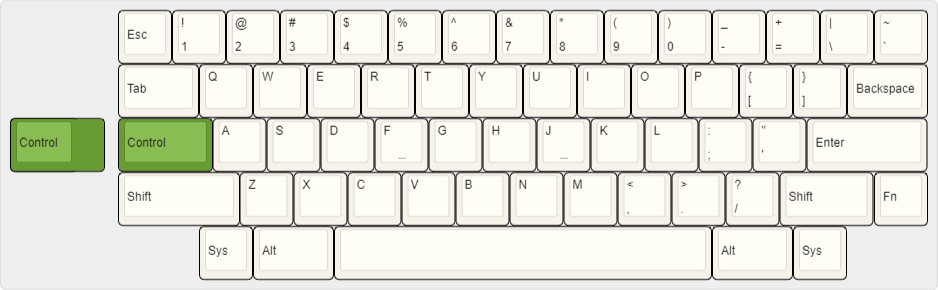 Esc ! 1 @ 2 # 3 $ 4 % 5 ^ 6 & 7 * 8 ( 9 ) 0 _ - + = | \ ~ `
Tab Q W E R T Y U I O P { [ } ] Backspace
Control Control A S D F _ G H J _ K L : ; " ' Enter
Shift Z X C V B N M < , > . ? / Shift Fn
Sys Alt Alt Sys